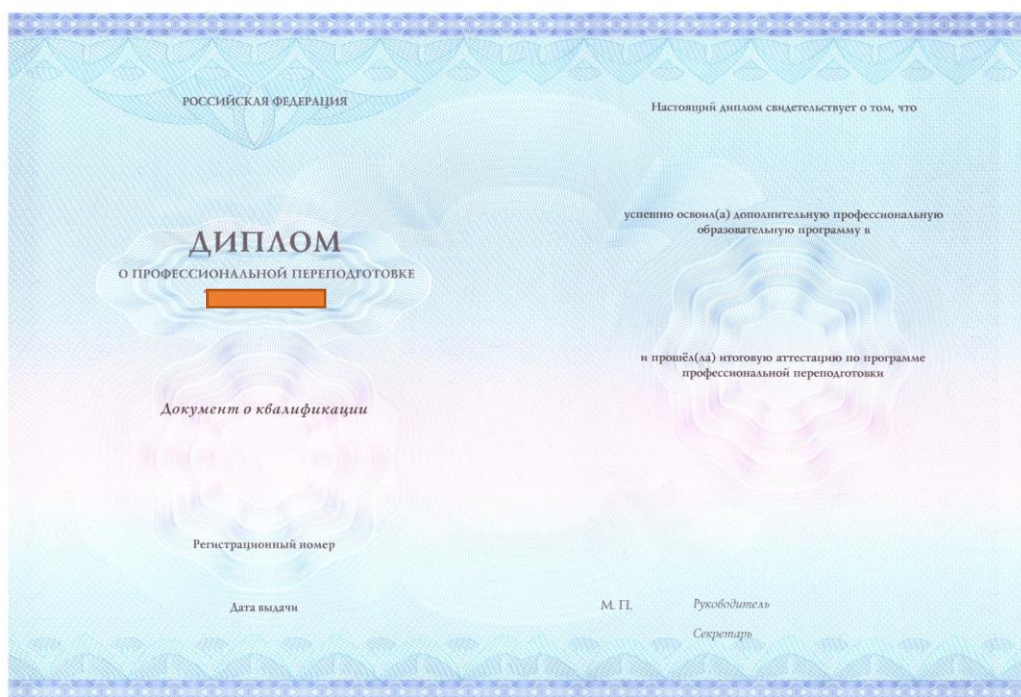 РОССИЙСКАЯ ФЕДЕРАЦИЯ
ДИПЛОМ
О ПРОФЕССИОНАЛЬНОЙ ПЕРЕПОДГОТОВКЕ
Документ о квалификации
Регистрационный номер
Дата выдачи
Настоящий диплом свидетельствует о том, что
успешно освоил(а) дополнительную профессиональную
образовательную программу в
и прошёл(ла) итоговую аттестацию по программе
профессиональной переподготовки
М. П.
Руководитель
Секретарь